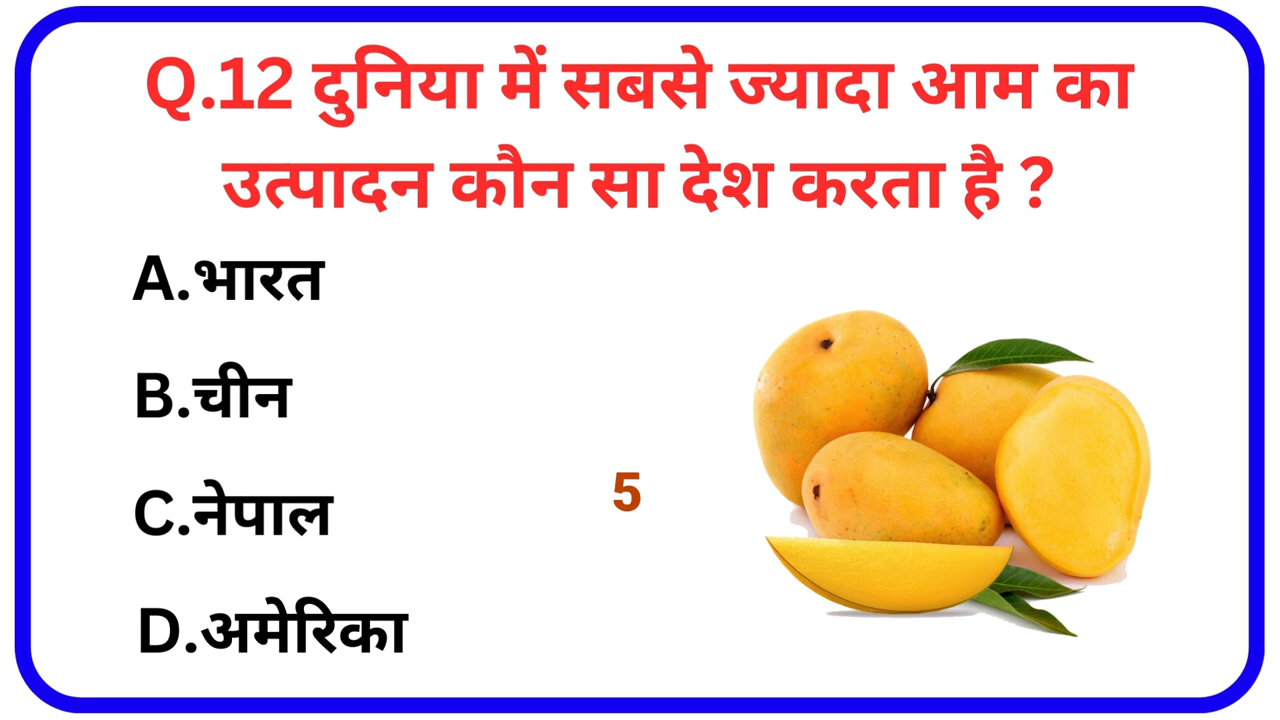 Q.12 दुनिया में सबसे ज्यादा आम का
उत्पादन कौन सा देश करता है ?
A.भारत
B.चीन
C.नेपाल
5
D.अमेरिका